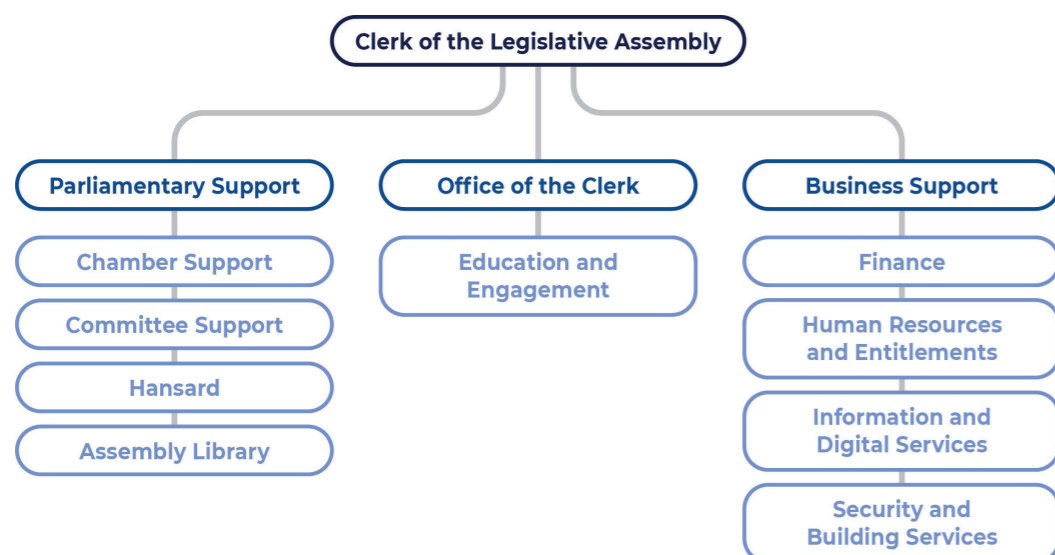 Clerk of the Legislative Assembly
Parliamentary Support
Chamber Support
Committee Support
Hansard
Assembly Library
Office of the Clerk
Education and
Engagement
Business Support
Finance
Human Resources
and Entitlements
Information and
Digital Services
Security and
Building Services